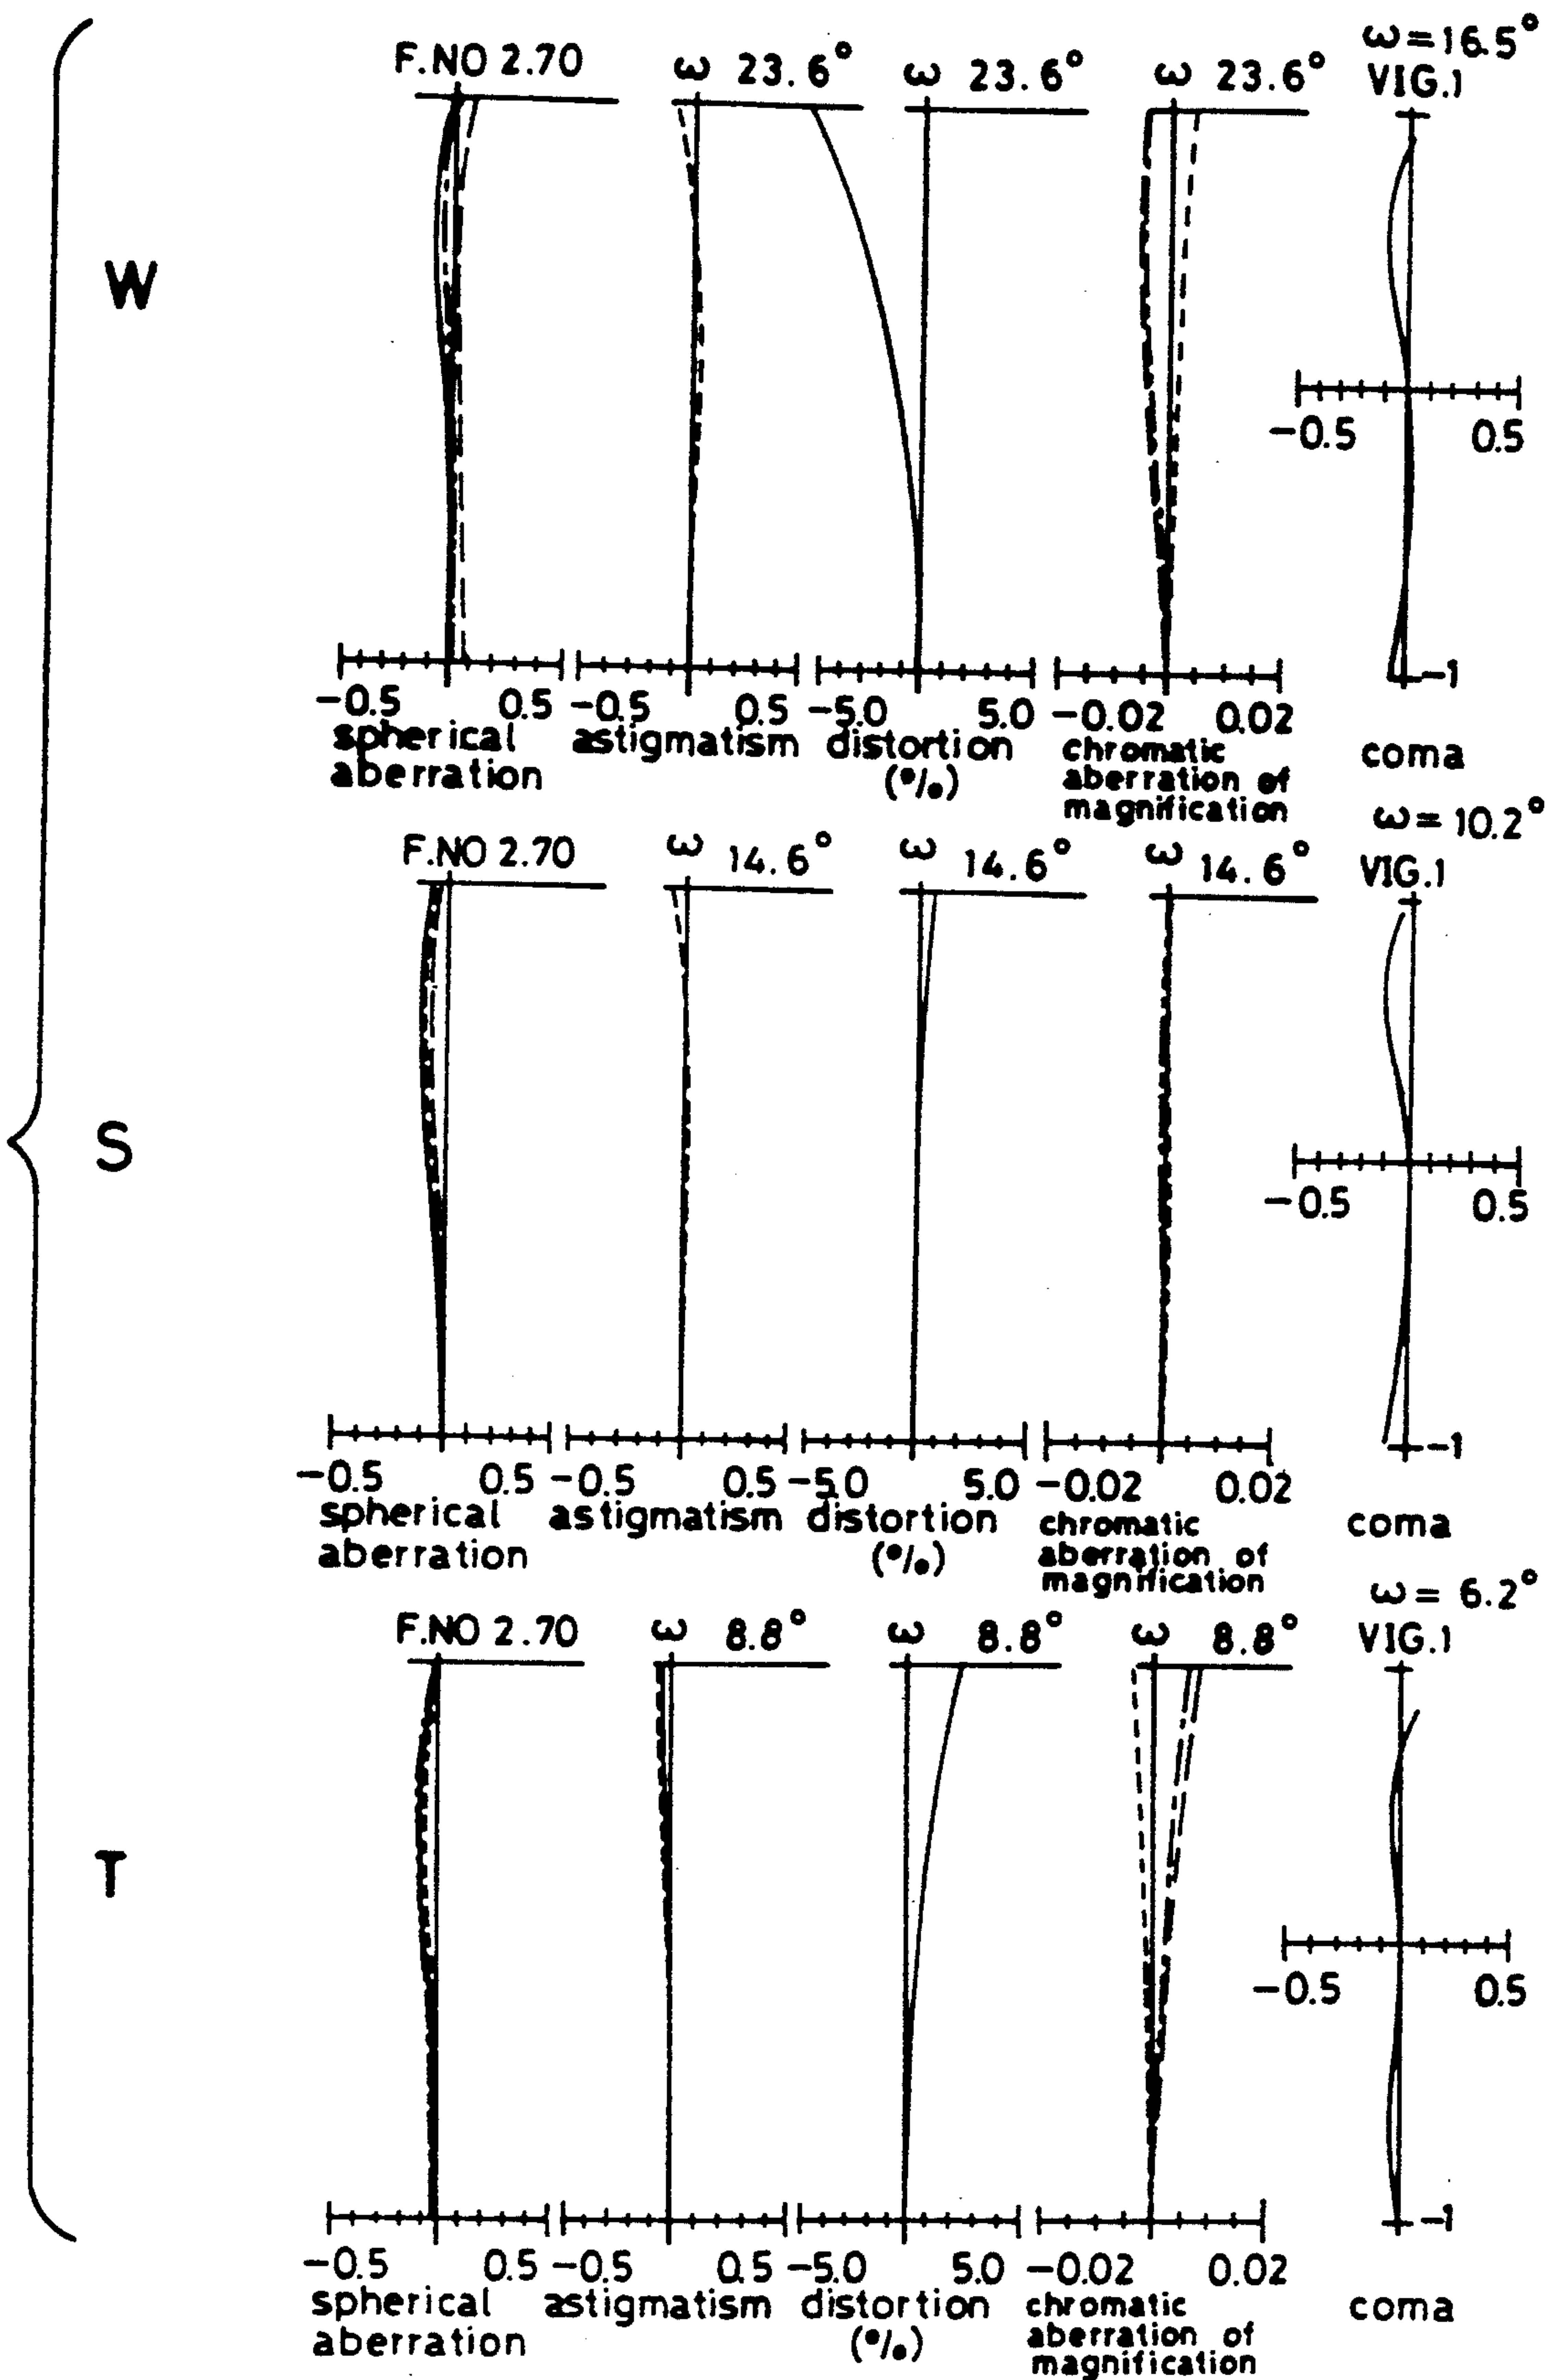 W
F.NO 2.70
ω 23.6°
ω 23.6°
ω 23.6°
ω=16.5°
VIG.1
-0.5 0.5
-1
-0.5 0.5
-0.5 0.5
-5.0 5.0
-0.02 0.02
spherical
aberration
astigmatism
distortion
(%)
chromatic
aberration of
magnification
coma
S
F.NO 2.70
ω 14.6°
ω 14.6°
ω 14.6°
ω=10.2°
VIG.1
-0.5 0.5
-1
-0.5 0.5
-0.5 0.5
-5.0 5.0
-0.02 0.02
spherical
aberration
astigmatism
distortion
(%)
chromatic
aberration of
magnification
coma
T
F.NO 2.70
ω 8.8°
ω 8.8°
ω 8.8°
ω= 6.2°
VIG.1
-0.5 0.5
-1
-0.5 0.5
-0.5 0.5
-5.0 5.0
-0.02 0.02
spherical
aberration
astigmatism
distortion
(%)
chromatic
aberration of
magnification
coma